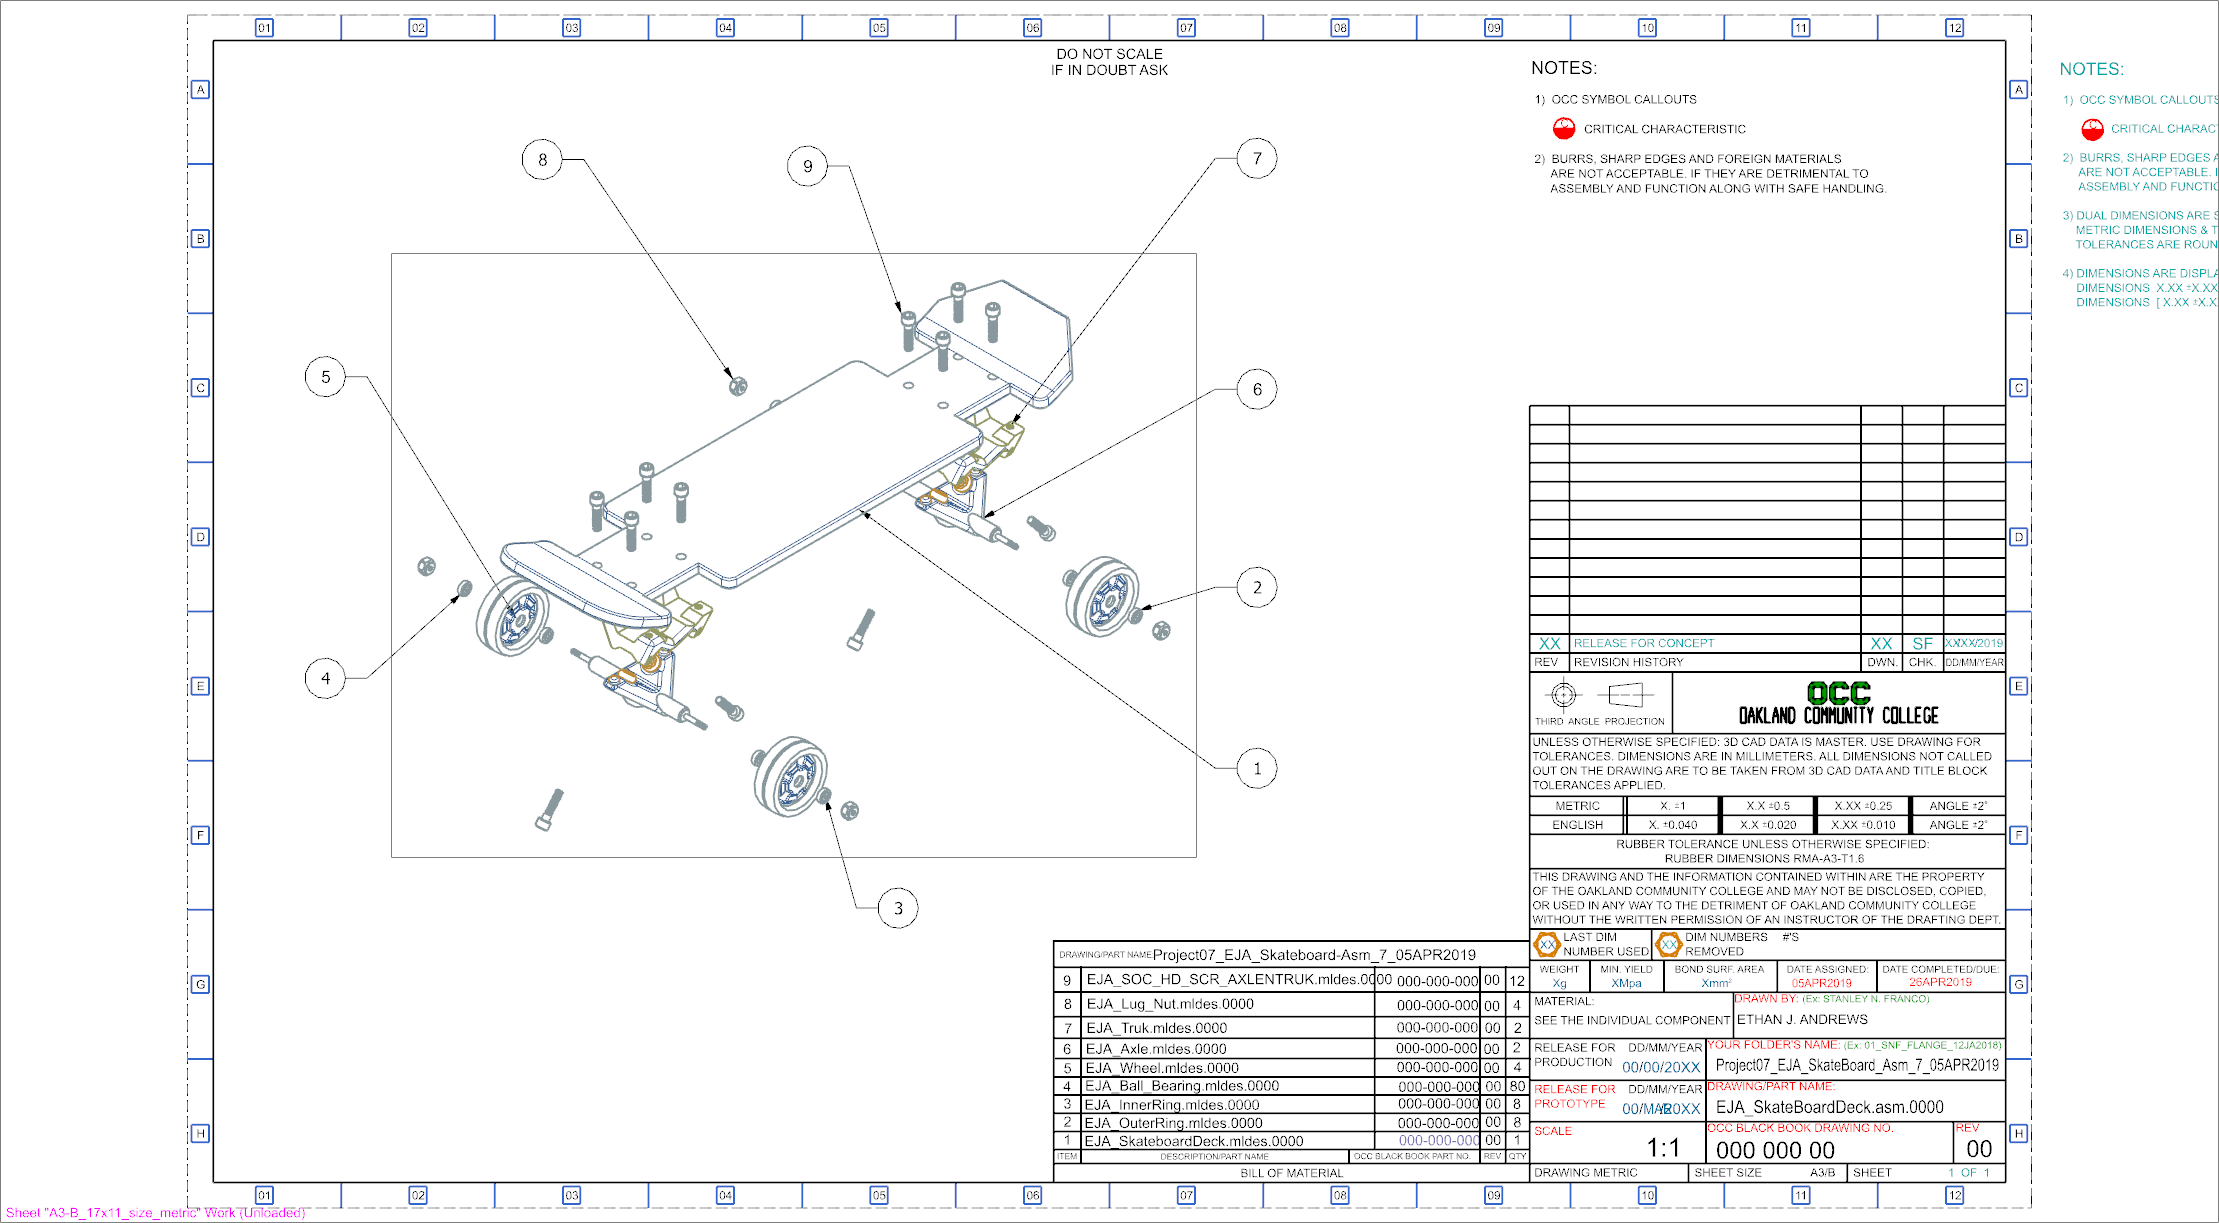 01 02 03 04 05 06 07 08 09 10 11 12
DO NOT SCALE
IF IN DOUBT ASK
A
B
C
D
E
F
G
H
8
9
7
5
6
2
4
1
3
NOTES:
1) OCC SYMBOL CALLOUTS
C
CRITICAL CHARACTERISTIC
2) BURRS, SHARP EDGES AND FOREIGN MATERIALS
ARE NOT ACCEPTABLE. IF THEY ARE DETRIMENTAL TO
ASSEMBLY AND FUNCTION ALONG WITH SAFE HANDLING.
A
B
C
D
E
F
G
H
NOTES:
1) OCC SYMBOL CALLOUTS
C
CRITICAL CHARAC
2) BURRS, SHARP EDGES A
ARE NOT ACCEPTABLE. I
ASSEMBLY AND FUNCTIO
3) DUAL DIMENSIONS ARE S
METRIC DIMENSIONS & T
TOLERANCES ARE ROUN
4) DIMENSIONS ARE DISPLA
DIMENSIONS X.XX ±X.XX
DIMENSIONS [ X.XX ±X.X
XX RELEASE FOR CONCEPT XX SF XX/XX/2019
REV REVISION HISTORY DWN. CHK. DD/MM/YEAR
THIRD ANGLE PROJECTION
OCC
OAKLAND COMMUNITY COLLEGE
UNLESS OTHERWISE SPECIFIED: 3D CAD DATA IS MASTER. USE DRAWING FOR
TOLERANCES. DIMENSIONS ARE IN MILLIMETERS. ALL DIMENSIONS NOT CALLED
OUT ON THE DRAWING ARE TO BE TAKEN FROM 3D CAD DATA AND TITLE BLOCK
TOLERANCES APPLIED.
METRIC X. ±1 X.X ±0.5 X.XX ±0.25 ANGLE ±2°
ENGLISH X. ±0.040 X.X ±0.020 X.XX ±0.010 ANGLE ±2°
RUBBER TOLERANCE UNLESS OTHERWISE SPECIFIED:
RUBBER DIMENSIONS RMA-A3-T1.6
THIS DRAWING AND THE INFORMATION CONTAINED WITHIN ARE THE PROPERTY
OF THE OAKLAND COMMUNITY COLLEGE AND MAY NOT BE DISCLOSED, COPIED,
OR USED IN ANY WAY TO THE DETRIMENT OF OAKLAND COMMUNITY COLLEGE
WITHOUT THE WRITTEN PERMISSION OF AN INSTRUCTOR OF THE DRAFTING DEPT.
XX LAST DIM
NUMBER USED
XX DIM NUMBERS #'S
REMOVED
WEIGHT MIN. YIELD BOND SURF. AREA DATE ASSIGNED: DATE COMPLETED/DUE:
Xg XMpa Xmm² 05APR2019 26APR2019
MATERIAL:
SEE THE INDIVIDUAL COMPONENT
DRAWN BY: (Ex: STANLEY N. FRANCO)
ETHAN J. ANDREWS
RELEASE FOR DD/MM/YEAR
PRODUCTION 00/00/20XX
YOUR FOLDER'S NAME: (Ex: 01_SNF_FLANGE_12JA2018)
Project07_EJA_SkateBoard_Asm_7_05APR2019
RELEASE FOR DD/MM/YEAR
PROTOTYPE 00/MAR/20XX
DRAWING/PART NAME:
EJA_SkateBoardDeck.asm.0000
SCALE
1:1
OCC BLACK BOOK DRAWING NO. REV
000 000 00 00
DRAWING METRIC SHEET SIZE A3/B SHEET 1 OF 1
DRAWING/PART NAME Project07_EJA_Skateboard-Asm_7_05APR2019
9 EJA_SOC_HD_SCR_AXLENTRUK.mldes.0000 000-000-000 00 12
8 EJA_Lug_Nut.mldes.0000 000-000-000 00 4
7 EJA_Truk.mldes.0000 000-000-000 00 2
6 EJA_Axle.mldes.0000 000-000-000 00 2
5 EJA_Wheel.mldes.0000 000-000-000 00 4
4 EJA_Ball_Bearing.mldes.0000 000-000-000 00 80
3 EJA_InnerRing.mldes.0000 000-000-000 00 8
2 EJA_OuterRing.mldes.0000 000-000-000 00 8
1 EJA_SkateboardDeck.mldes.0000 000-000-000 00 1
ITEM DESCRIPTION/PART NAME OCC BLACK BOOK PART NO. REV QTY
BILL OF MATERIAL
01 02 03 04 05 06 07 08 09 10 11 12
Sheet "A3-B_17x11_size_metric" Work (Unloaded)